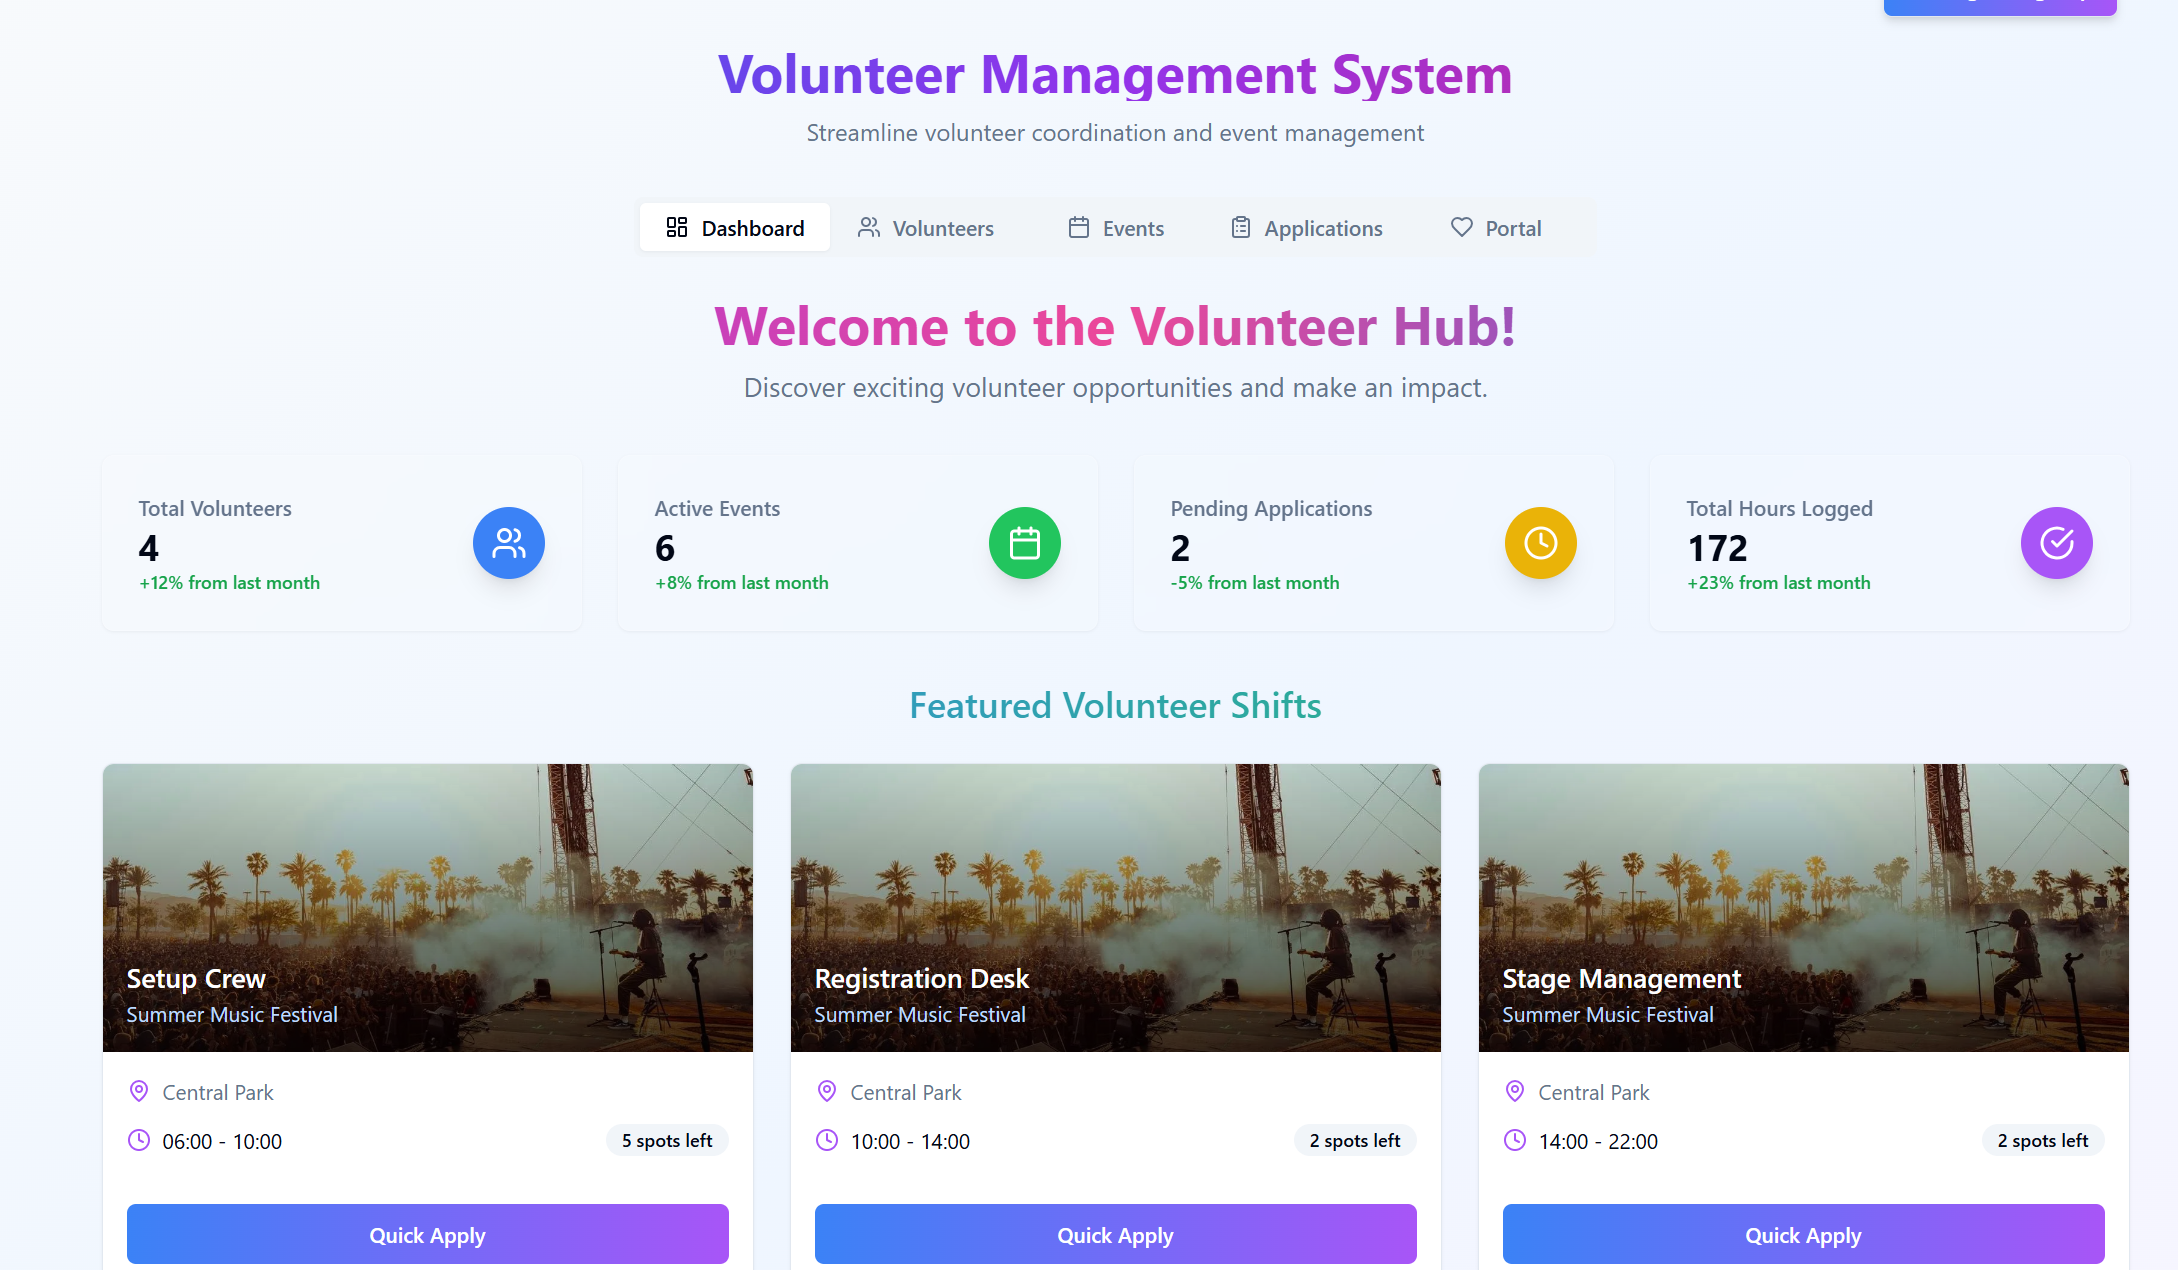 Volunteer Management System
Streamline volunteer coordination and event management
Dashboard Volunteers Events Applications Portal
Welcome to the Volunteer Hub!
Discover exciting volunteer opportunities and make an impact.
Total Volunteers
4
+12% from last month
Active Events
6
+8% from last month
Pending Applications
2
-5% from last month
Total Hours Logged
172
+23% from last month
Featured Volunteer Shifts
Setup Crew
Summer Music Festival
Central Park
06:00 - 10:00
5 spots left
Quick Apply
Registration Desk
Summer Music Festival
Central Park
10:00 - 14:00
2 spots left
Quick Apply
Stage Management
Summer Music Festival
Central Park
14:00 - 22:00
2 spots left
Quick Apply